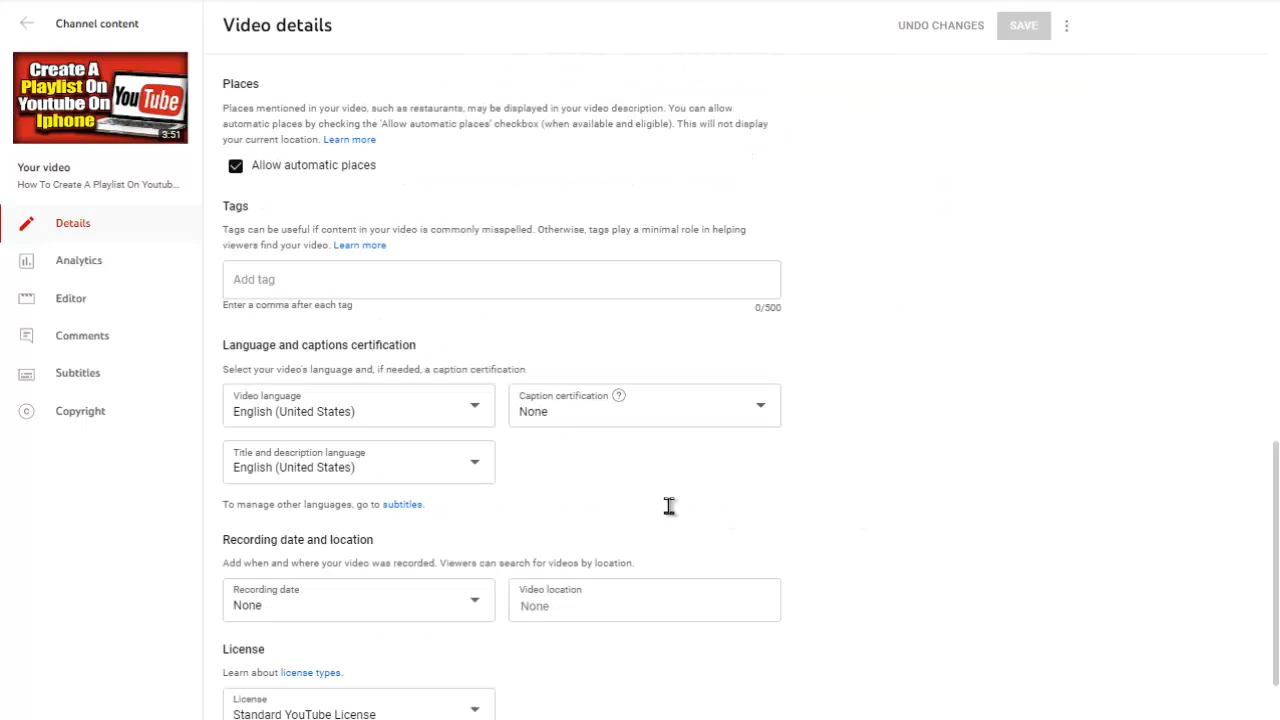 Channel content
Video details
UNDO CHANGES
SAVE
Create A
Playlist On
Youtube On
Iphone
YouTube
3:51
Your video
How To Create A Playlist On Youtub...
Details
Analytics
Editor
Comments
Subtitles
Copyright
Places
Places mentioned in your video, such as restaurants, may be displayed in your video description. You can allow
automatic places by checking the 'Allow automatic places' checkbox (when available and eligible). This will not display
your current location. Learn more
Allow automatic places
Tags
Tags can be useful if content in your video is commonly misspelled. Otherwise, tags play a minimal role in helping
viewers find your video. Learn more
Add tag
Enter a comma after each tag
0/500
Language and captions certification
Select your video's language and, if needed, a caption certification.
Video language
English (United States)
Caption certification ?
None
Title and description language
English (United States)
To manage other languages, go to subtitles.
Recording date and location
Add when and where your video was recorded. Viewers can search for videos by location.
Recording date
None
Video location
None
License
Learn about license types.
License
Standard YouTube License